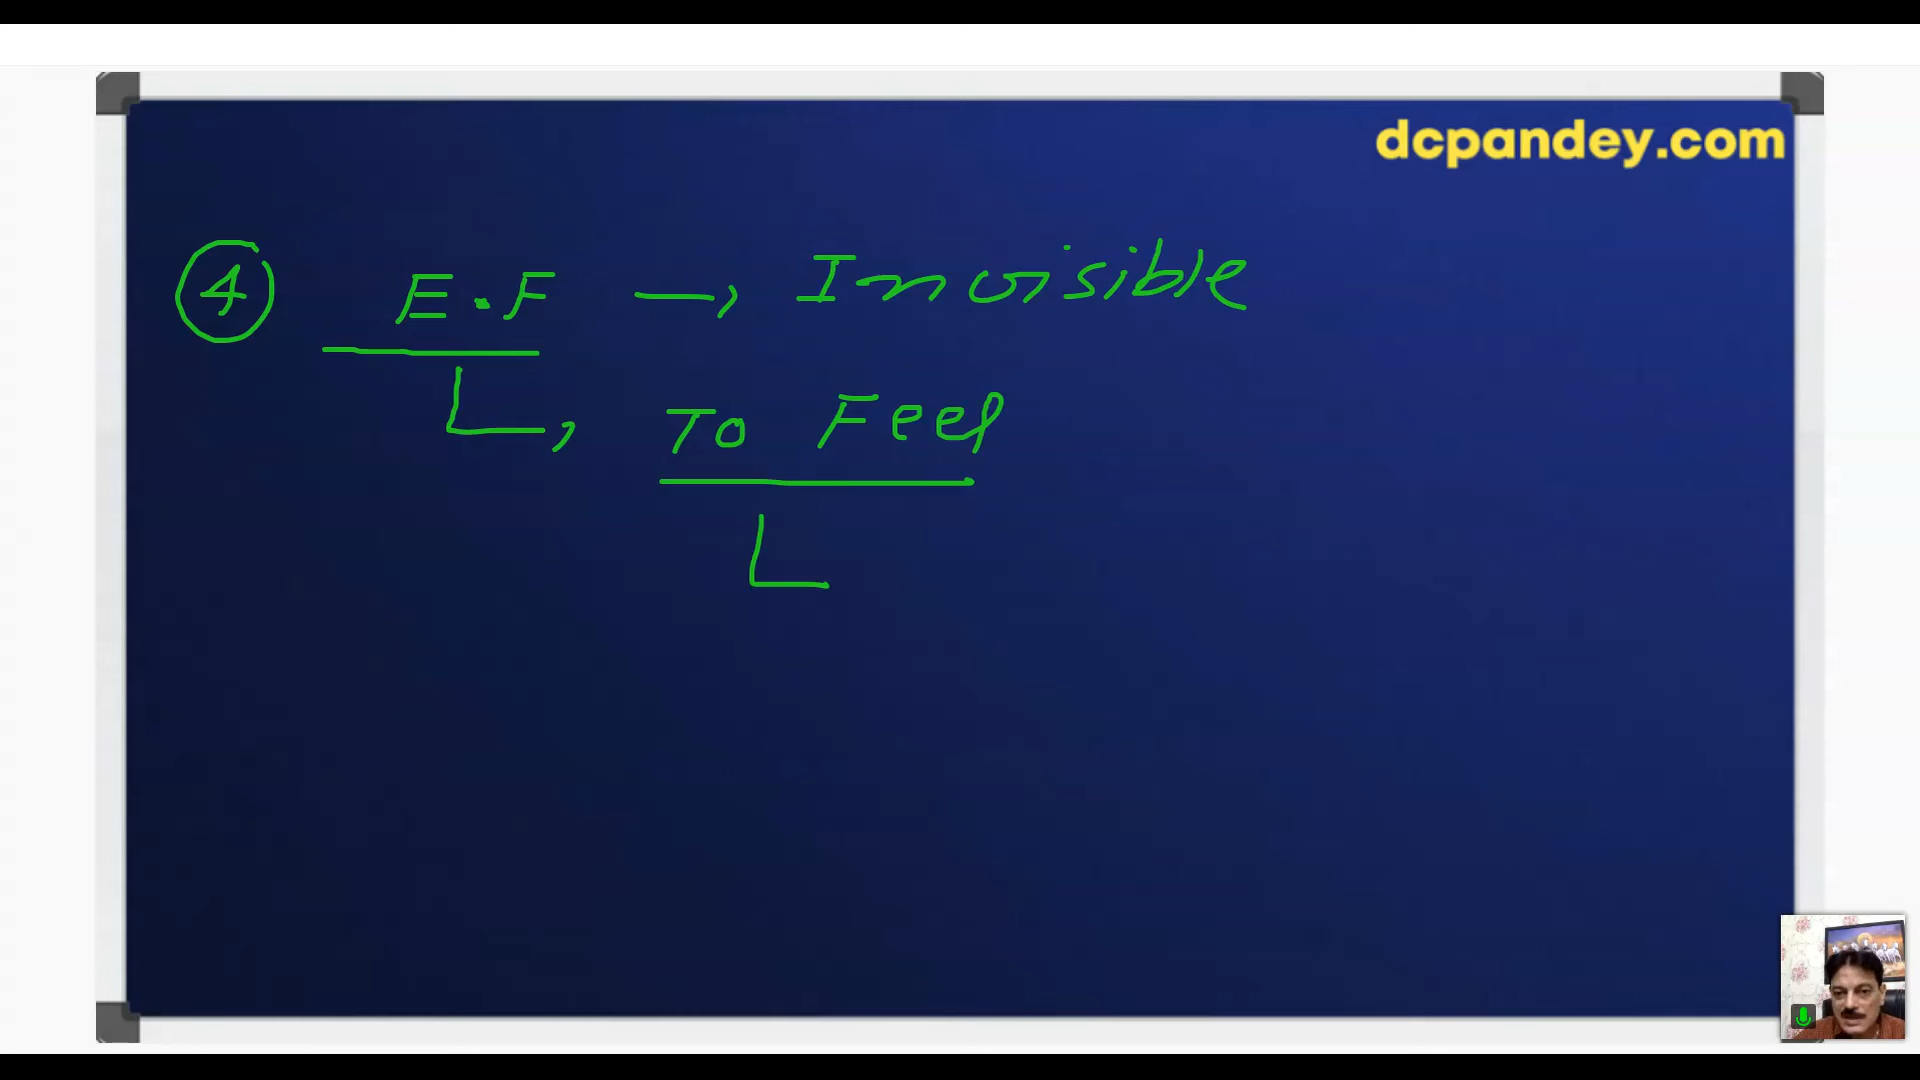 dcpandey.com
④ E.F → Invisible
↳ To Feel
L